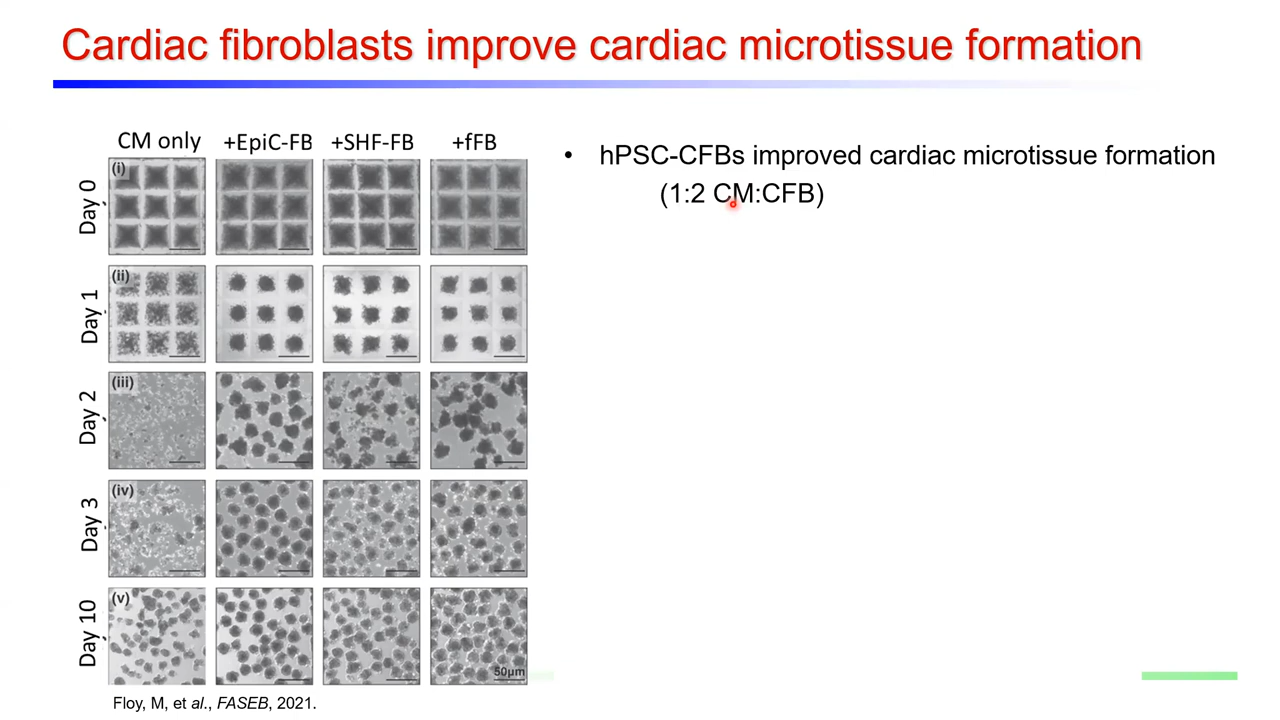 Cardiac fibroblasts improve cardiac microtissue formation
CM only +EpiC-FB +SHF-FB +fFB
Day 0
(i)
Day 1
(ii)
Day 2
(iii)
Day 3
(iv)
Day 10
(v)
50μm
Floy, M, et al., FASEB, 2021.
• hPSC-CFBs improved cardiac microtissue formation
(1:2 CM:CFB)